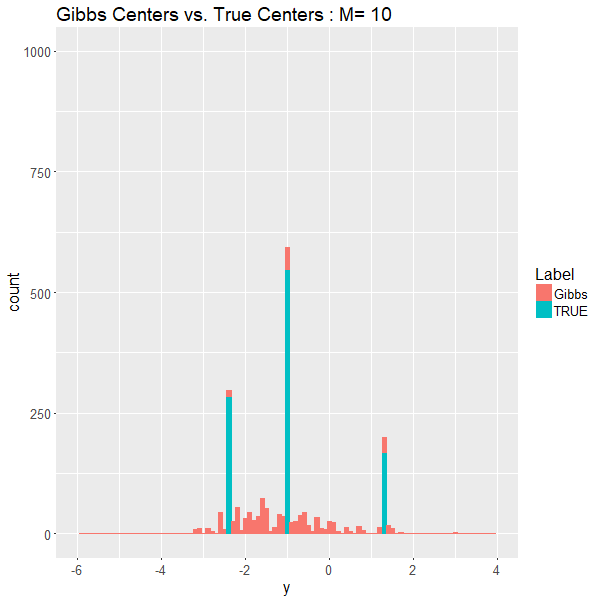 Gibbs Centers vs. True Centers : M= 10
1000
750
500
250
0
count
-6 -4 -2 0 2 4
y
Label
Gibbs
TRUE